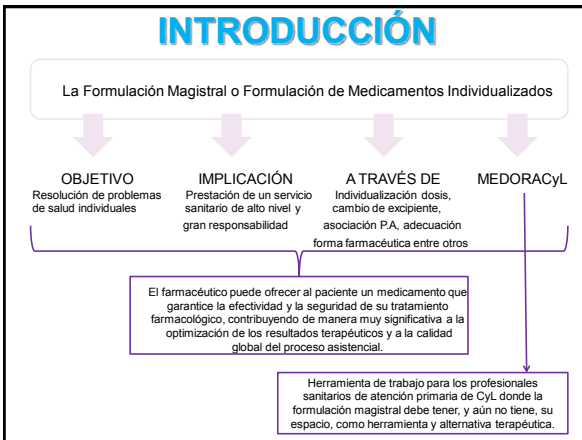 INTRODUCCIÓN
La Formulación Magistral o Formulación de Medicamentos Individualizados
OBJETIVO
Resolución de problemas
de salud individuales
IMPLICACIÓN
Prestación de un servicio
sanitario de alto nivel y
gran responsabilidad
A TRAVÉS DE
Individualización dosis,
cambio de excipiente,
asociación P.A, adecuación
forma farmacéutica entre otros
MEDORACyL
El farmacéutico puede ofrecer al paciente un medicamento que
garantice la efectividad y la seguridad de su tratamiento
farmacológico, contribuyendo de manera muy significativa a la
optimización de los resultados terapéuticos y a la calidad
global del proceso asistencial.
Herramienta de trabajo para los profesionales
sanitarios de atención primaria de CyL donde la
formulación magistral debe tener, y aún no tiene, su
espacio, como herramienta y alternativa terapéutica.